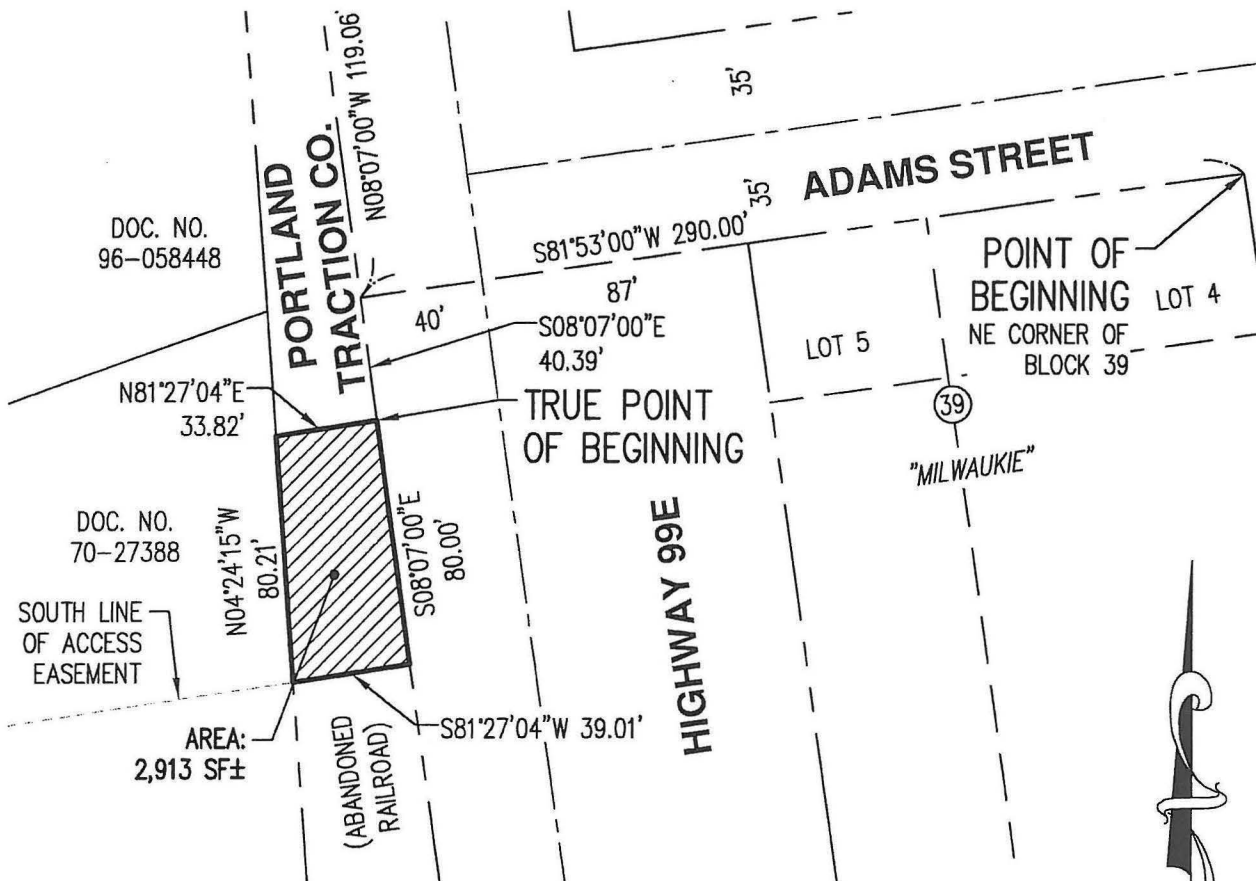 N08°07'00"W 119.06'
35'
PORTLAND
TRACTION CO.
ADAMS STREET
DOC. NO.
96-058448
35'
S81°53'00"W 290.00'
POINT OF
BEGINNING
NE CORNER OF
BLOCK 39
LOT 4
87'
40'
S08°07'00"E
40.39'
LOT 5
N81°27'04"E
33.82'
TRUE POINT
OF BEGINNING
39
"MILWAUKIE"
DOC. NO.
70-27388
N04°24'15"W
80.21'
S08°07'00"E
80.00'
HIGHWAY 99E
SOUTH LINE
OF ACCESS
EASEMENT
S81°27'04"W 39.01'
AREA:
2,913 SF±
(ABANDONED
RAILROAD)